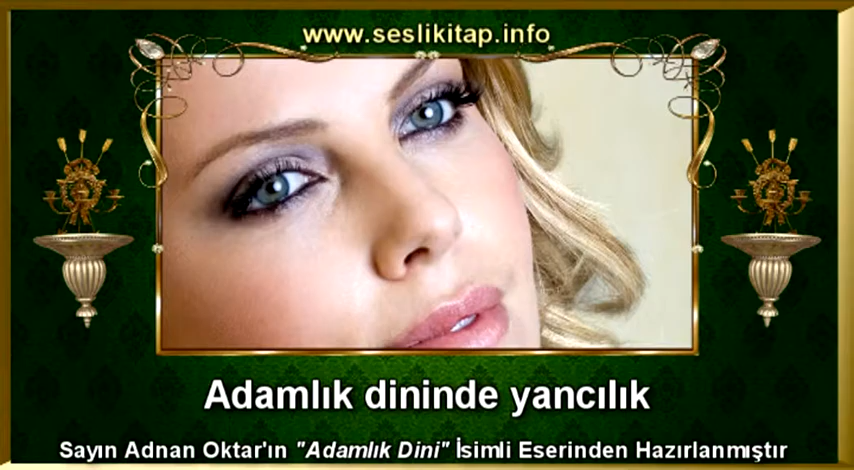 www.seslikitap.info
Adamlık dininde yancılık
Sayın Adnan Oktar'ın "Adamlık Dini" İsimli Eserinden Hazırlanmıştır